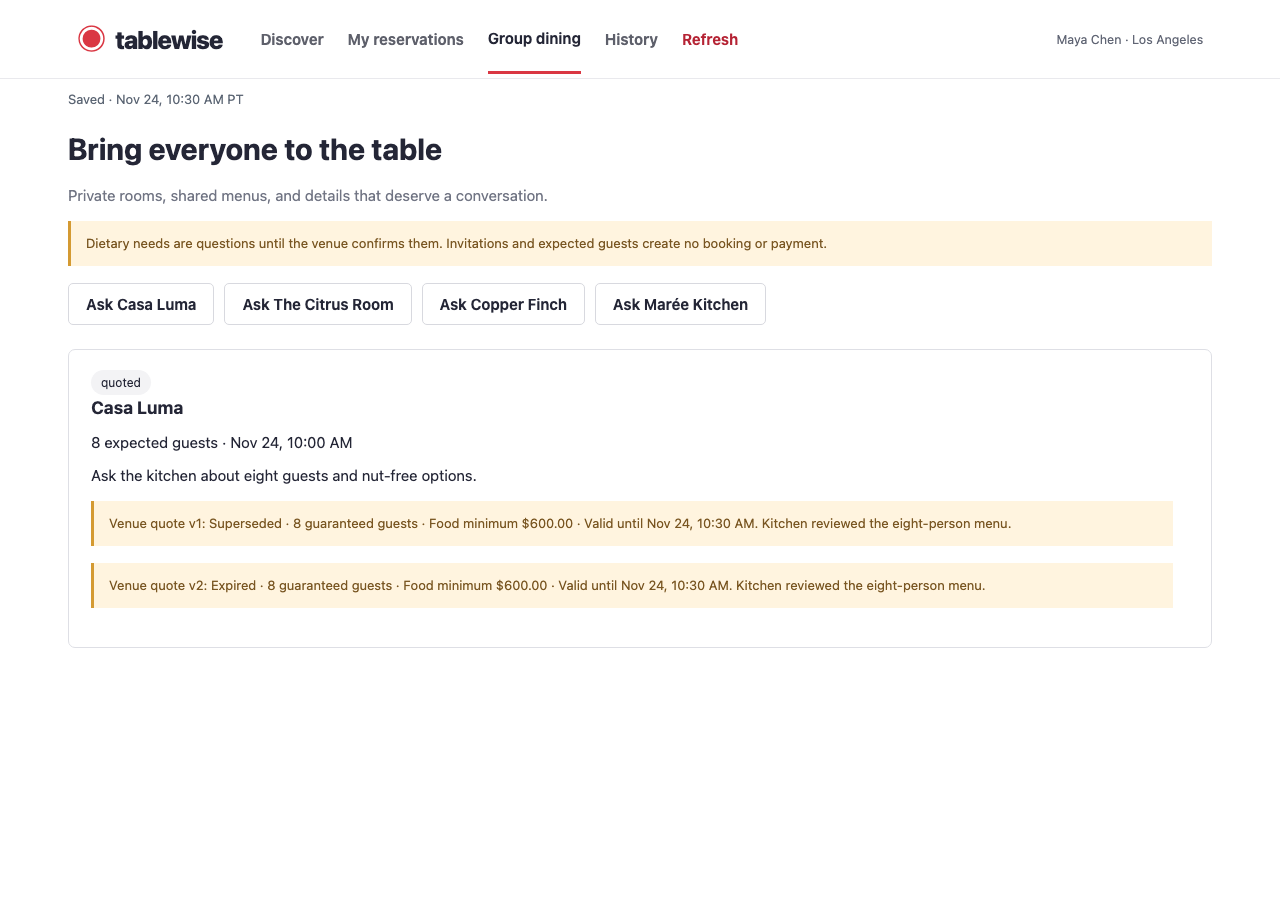 tablewise
Discover
My reservations
Group dining
History
Refresh
Maya Chen · Los Angeles
Saved · Nov 24, 10:30 AM PT
Bring everyone to the table
Private rooms, shared menus, and details that deserve a conversation.
Dietary needs are questions until the venue confirms them. Invitations and expected guests create no booking or payment.
Ask Casa Luma
Ask The Citrus Room
Ask Copper Finch
Ask Marée Kitchen
quoted
Casa Luma
8 expected guests · Nov 24, 10:00 AM
Ask the kitchen about eight guests and nut-free options.
Venue quote v1: Superseded · 8 guaranteed guests · Food minimum $600.00 · Valid until Nov 24, 10:30 AM. Kitchen reviewed the eight-person menu.
Venue quote v2: Expired · 8 guaranteed guests · Food minimum $600.00 · Valid until Nov 24, 10:30 AM. Kitchen reviewed the eight-person menu.